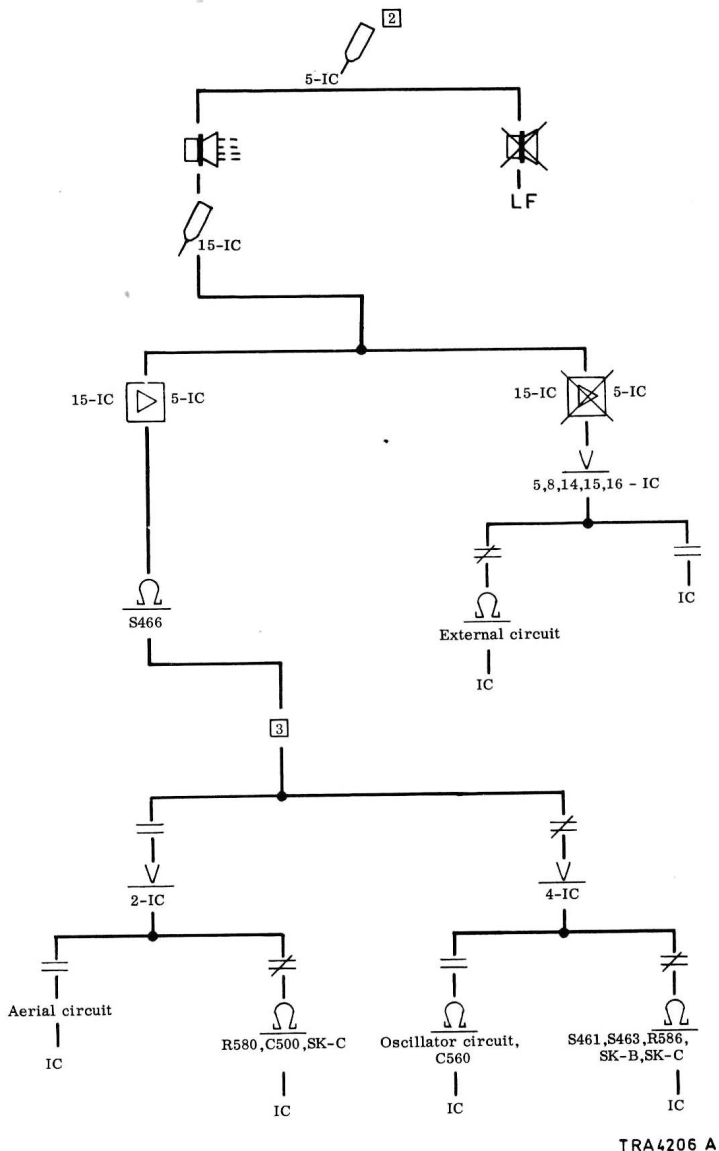 2
5-IC
LF
15-IC
15-IC 5-IC
15-IC 5-IC
V
5,8,14,15,16 - IC
Ω
S466
Ω
External circuit
IC
IC
3
V
2-IC
V
4-IC
Aerial circuit
IC
Ω
R580,C500,SK-C
IC
Ω
Oscillator circuit,
C560
IC
Ω
S461,S463,R586,
SK-B,SK-C
IC
TRA4206 A